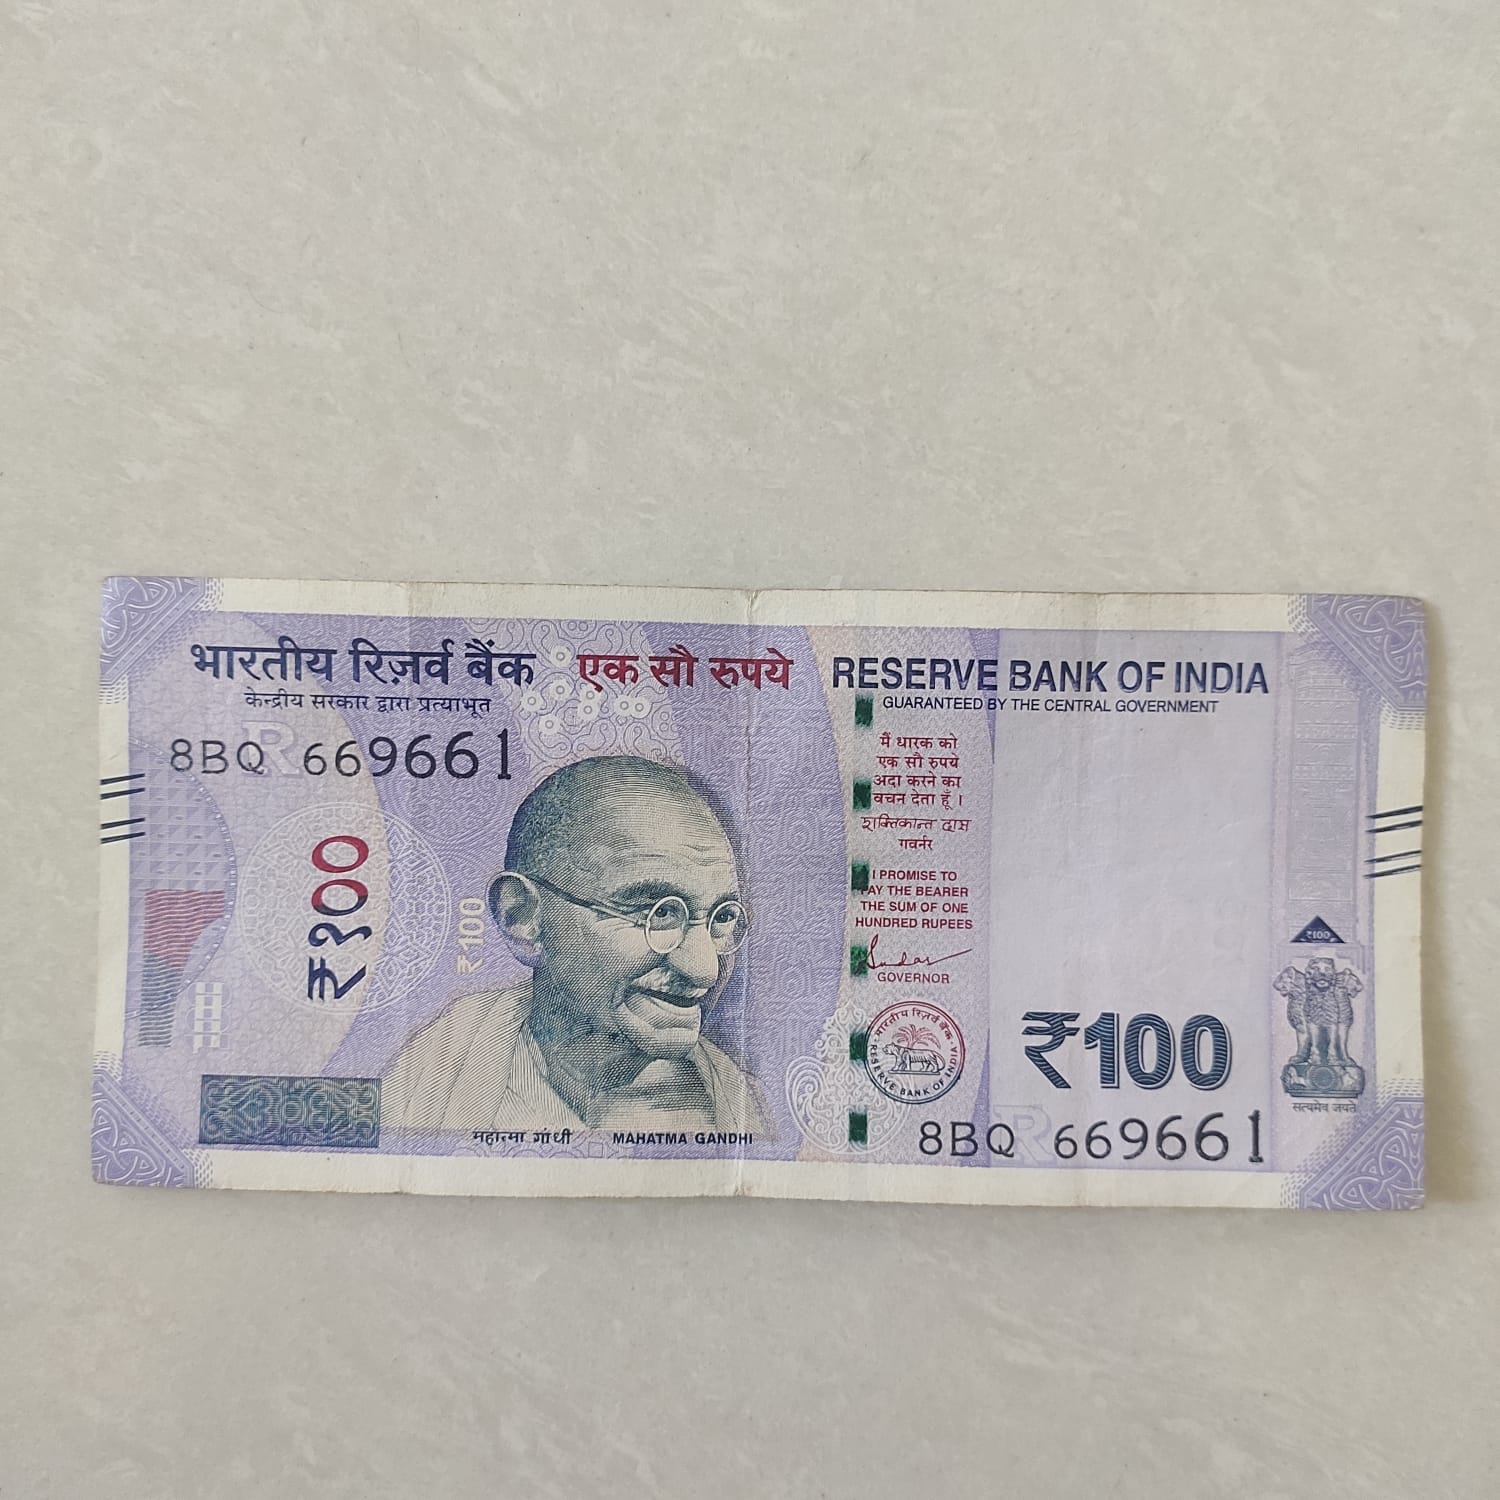 भारतीय रिज़र्व बैंक
केन्द्रीय सरकार द्वारा प्रत्याभूत
एक सौ रुपये
RESERVE BANK OF INDIA
GUARANTEED BY THE CENTRAL GOVERNMENT
8BQ 669661
₹१००
₹100
महात्मा गांधी
MAHATMA GANDHI
मैं धारक को
एक सौ रुपये
अदा करने का
वचन देता हूँ ।
शक्तिकान्त दास
गवर्नर
I PROMISE TO
PAY THE BEARER
THE SUM OF ONE
HUNDRED RUPEES
GOVERNOR
भारतीय रिज़र्व बैंक
RESERVE BANK OF INDIA
₹100
₹100
सत्यमेव जयते
8BQ 669661